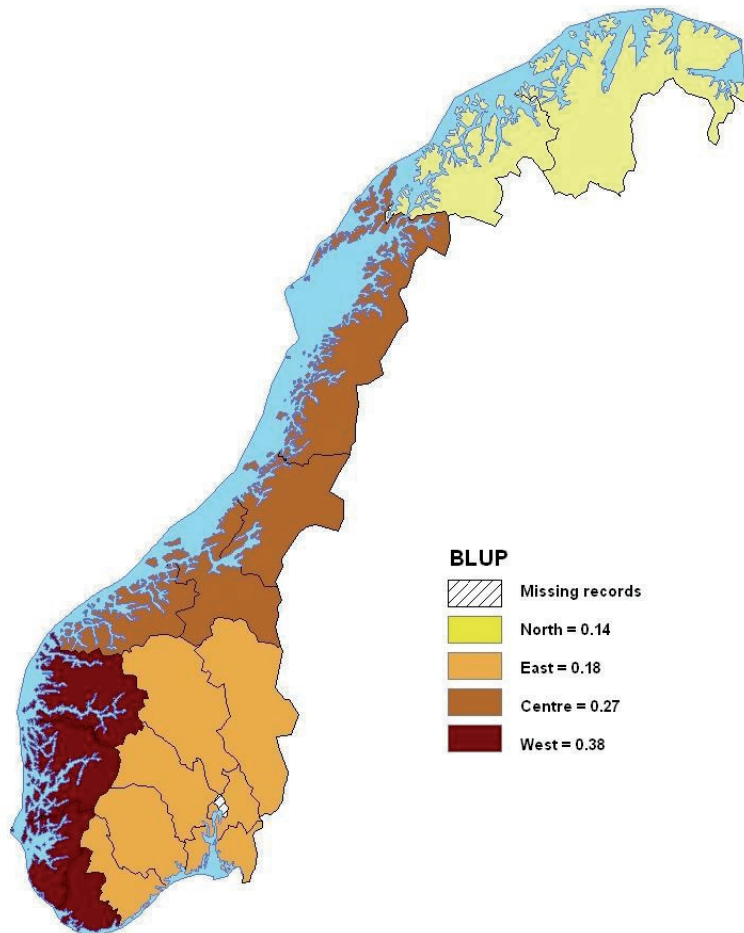 BLUP
Missing records
North = 0.14
East = 0.18
Centre = 0.27
West = 0.38